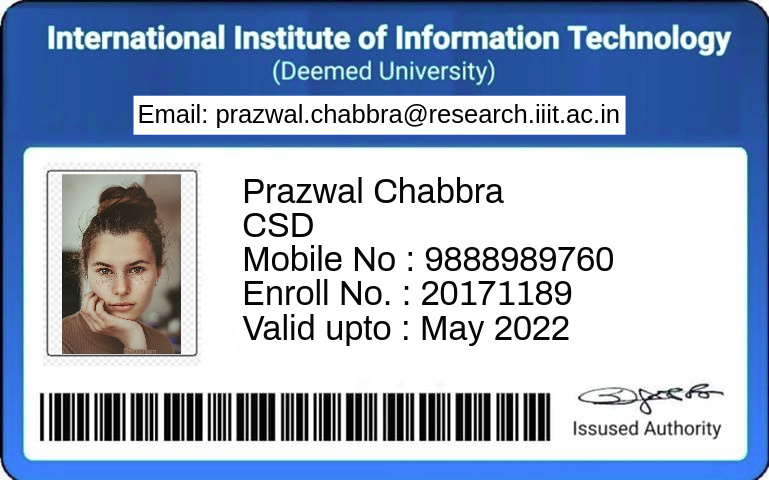 International Institute of Information Technology
(Deemed University)
Email: prazwal.chabbra@research.iiit.ac.in
Prazwal Chabbra
CSD
Mobile No : 9888989760
Enroll No. : 20171189
Valid upto : May 2022
Issused Authority